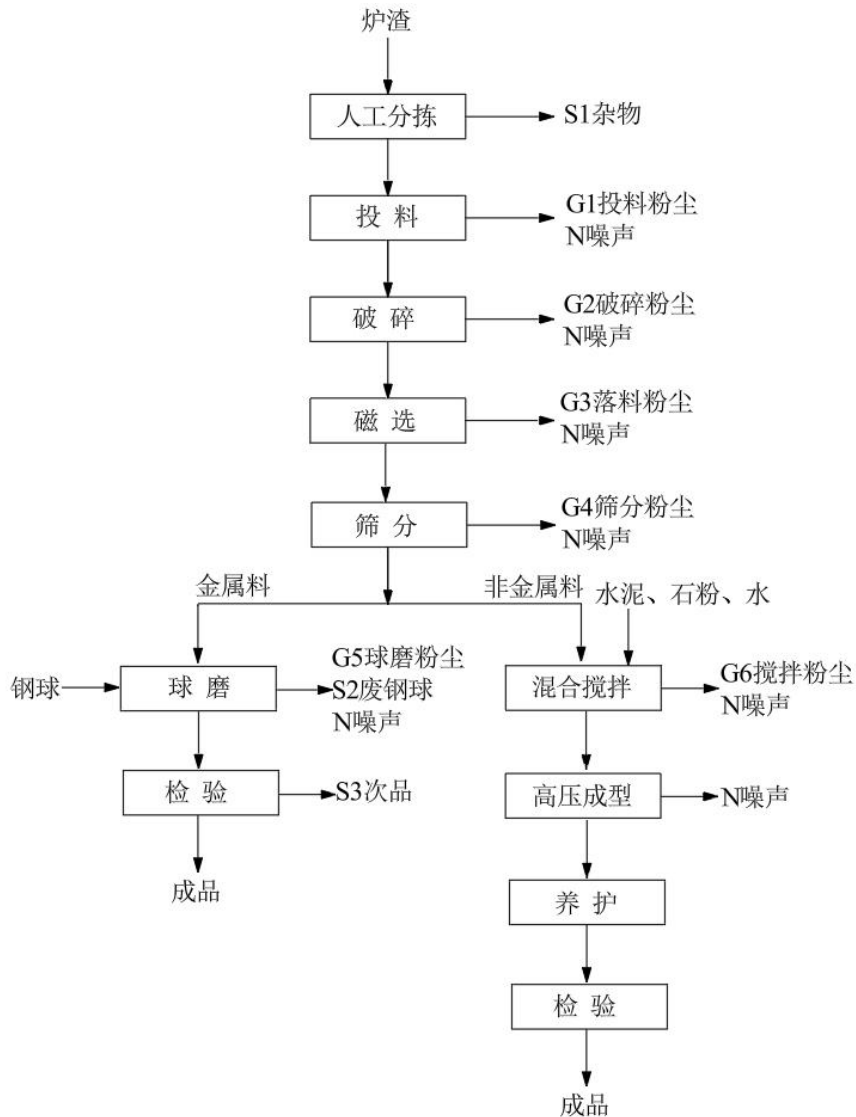 炉渣
人工分拣
S1杂物
投 料
G1投料粉尘
N噪声
破 碎
G2破碎粉尘
N噪声
磁 选
G3落料粉尘
N噪声
筛 分
G4筛分粉尘
N噪声
金属料
非金属料
水泥、石粉、水
钢球
球 磨
G5球磨粉尘
S2废钢球
N噪声
混合搅拌
G6搅拌粉尘
N噪声
检 验
S3次品
高压成型
N噪声
成品
养 护
检 验
成品